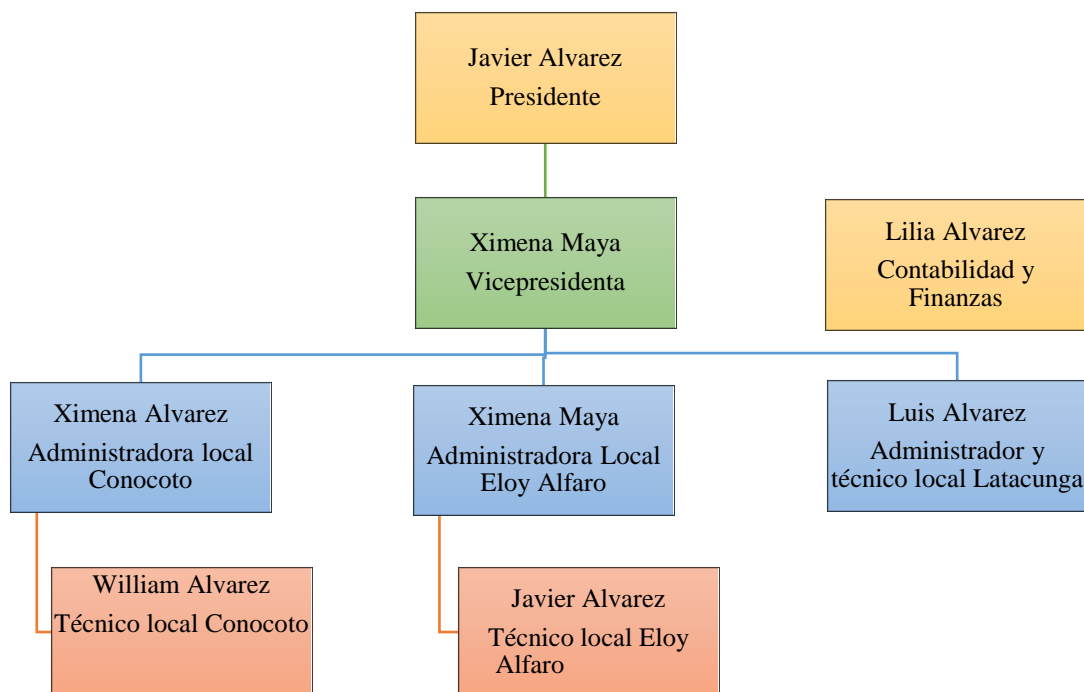 Javier Alvarez
Presidente
Ximena Maya
Vicepresidenta
Lilia Alvarez
Contabilidad y
Finanzas
Ximena Alvarez
Administradora local
Conocoto
Ximena Maya
Administradora Local
Eloy Alfaro
Luis Alvarez
Administrador y
técnico local Latacunga
William Alvarez
Técnico local Conocoto
Javier Alvarez
Técnico local Eloy
Alfaro